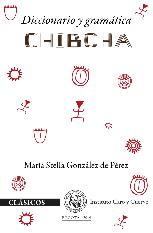 Diccionario y gramática
CHIBCHA
María Stella González de Pérez
CLÁSICOS
Instituto Caro y Cuervo